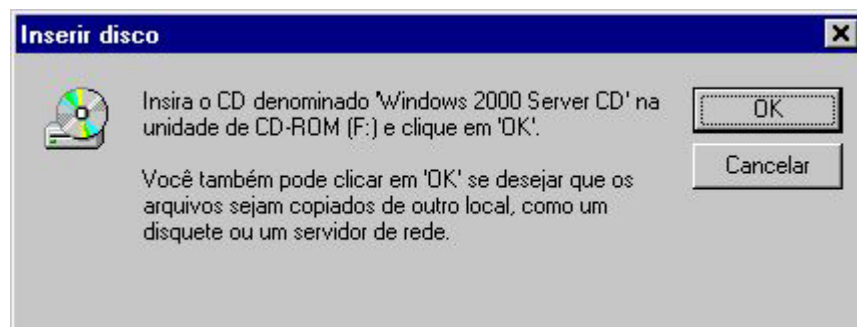 Inserir disco
Insira o CD denominado 'Windows 2000 Server CD' na
unidade de CD-ROM (F:) e clique em 'OK'.
OK
Cancelar
Você também pode clicar em 'OK' se desejar que os
arquivos sejam copiados de outro local, como um
disquete ou um servidor de rede.